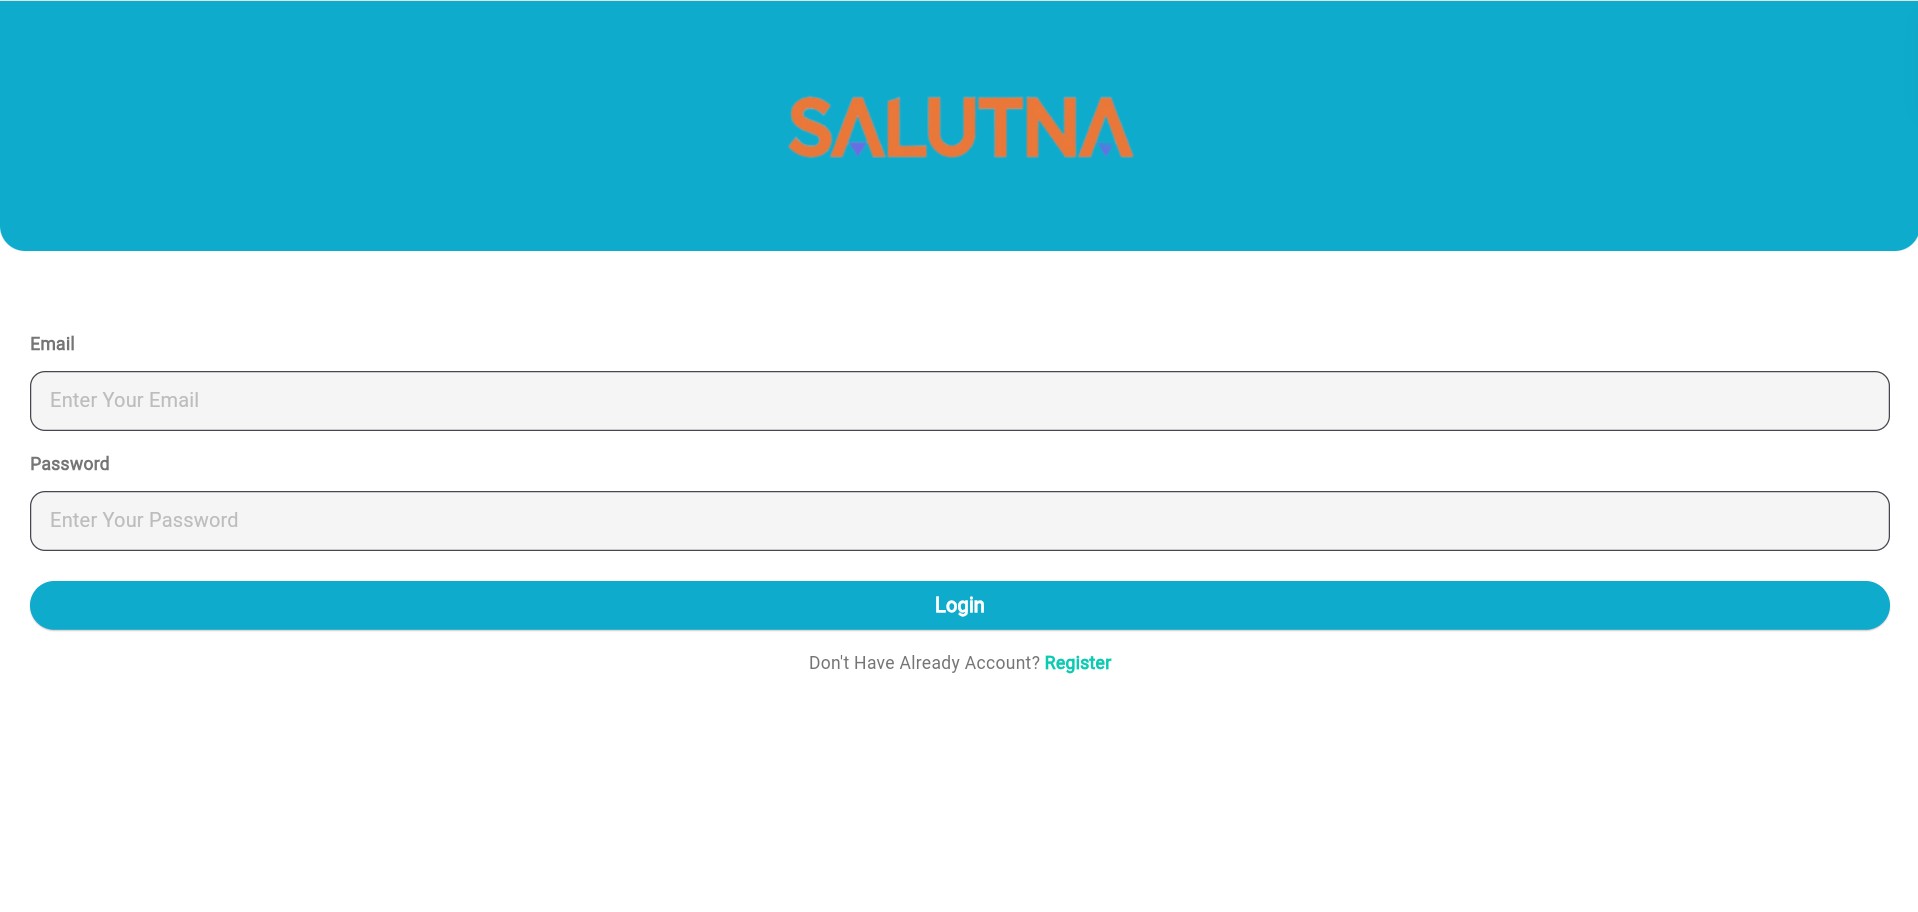 SALUTNA
Email
Enter Your Email
Password
Enter Your Password
Login
Don't Have Already Account? Register